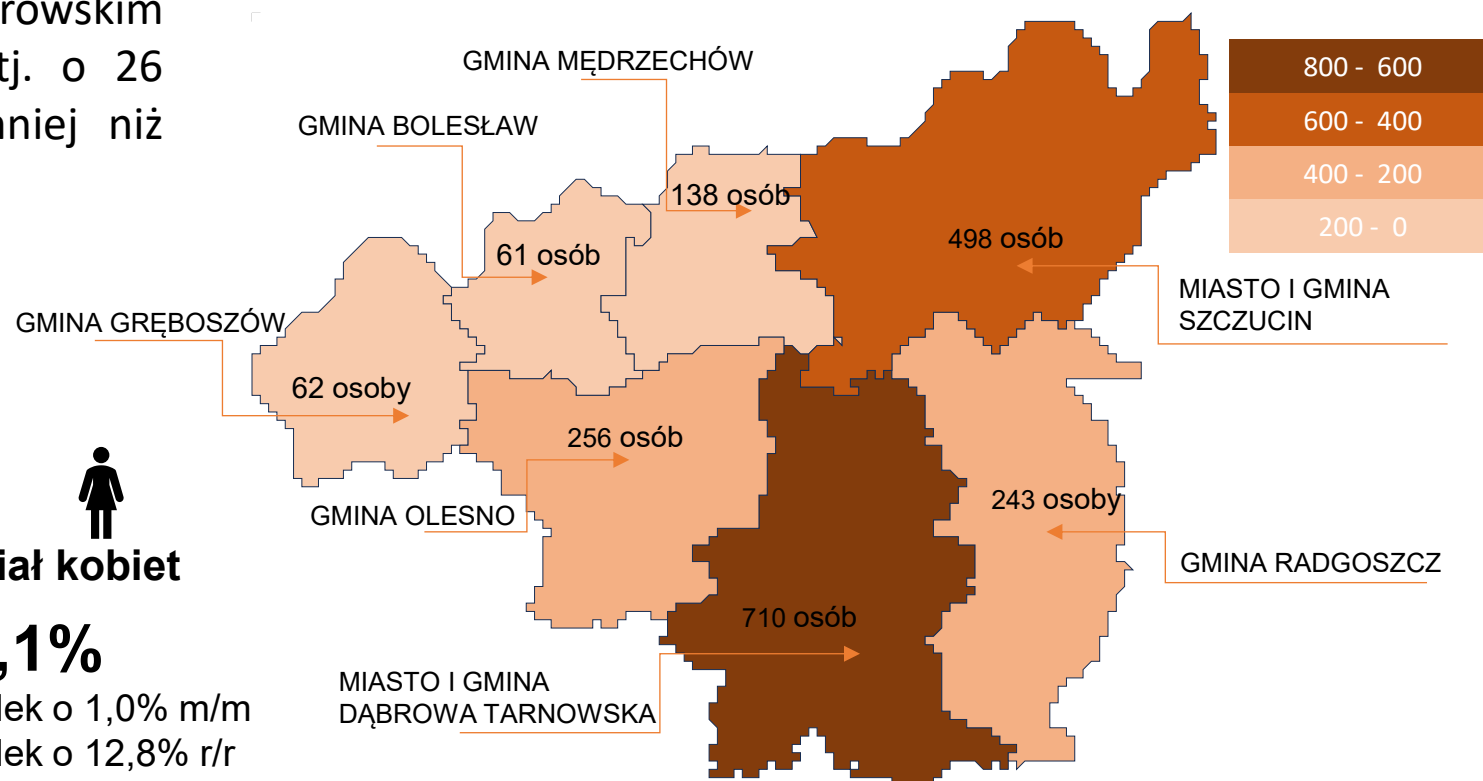 rowskim
tj. o 26
niej niż
GMINA MĘDRZECHÓW
GMINA BOLESŁAW
138 osób
61 osób
498 osób
800 - 600
600 - 400
400 - 200
200 - 0
MIASTO I GMINA
SZCZUCIN
GMINA GRĘBOSZÓW
62 osoby
256 osób
GMINA OLESNO
243 osoby
GMINA RADGOSZCZ
iał kobiet
,1%
710 osób
MIASTO I GMINA
DĄBROWA TARNOWSKA
dek o 1,0% m/m
dek o 12,8% r/r